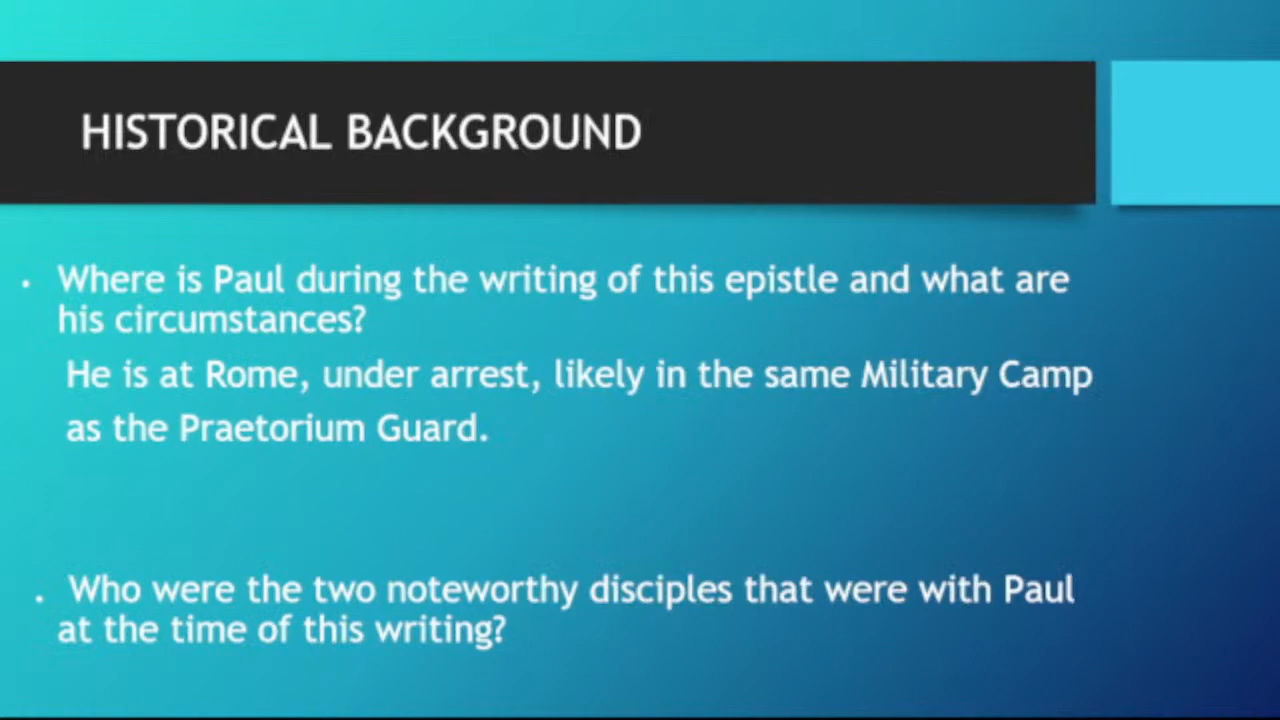 HISTORICAL BACKGROUND
• Where is Paul during the writing of this epistle and what are
his circumstances?
He is at Rome, under arrest, likely in the same Military Camp
as the Praetorium Guard.
. Who were the two noteworthy disciples that were with Paul
at the time of this writing?